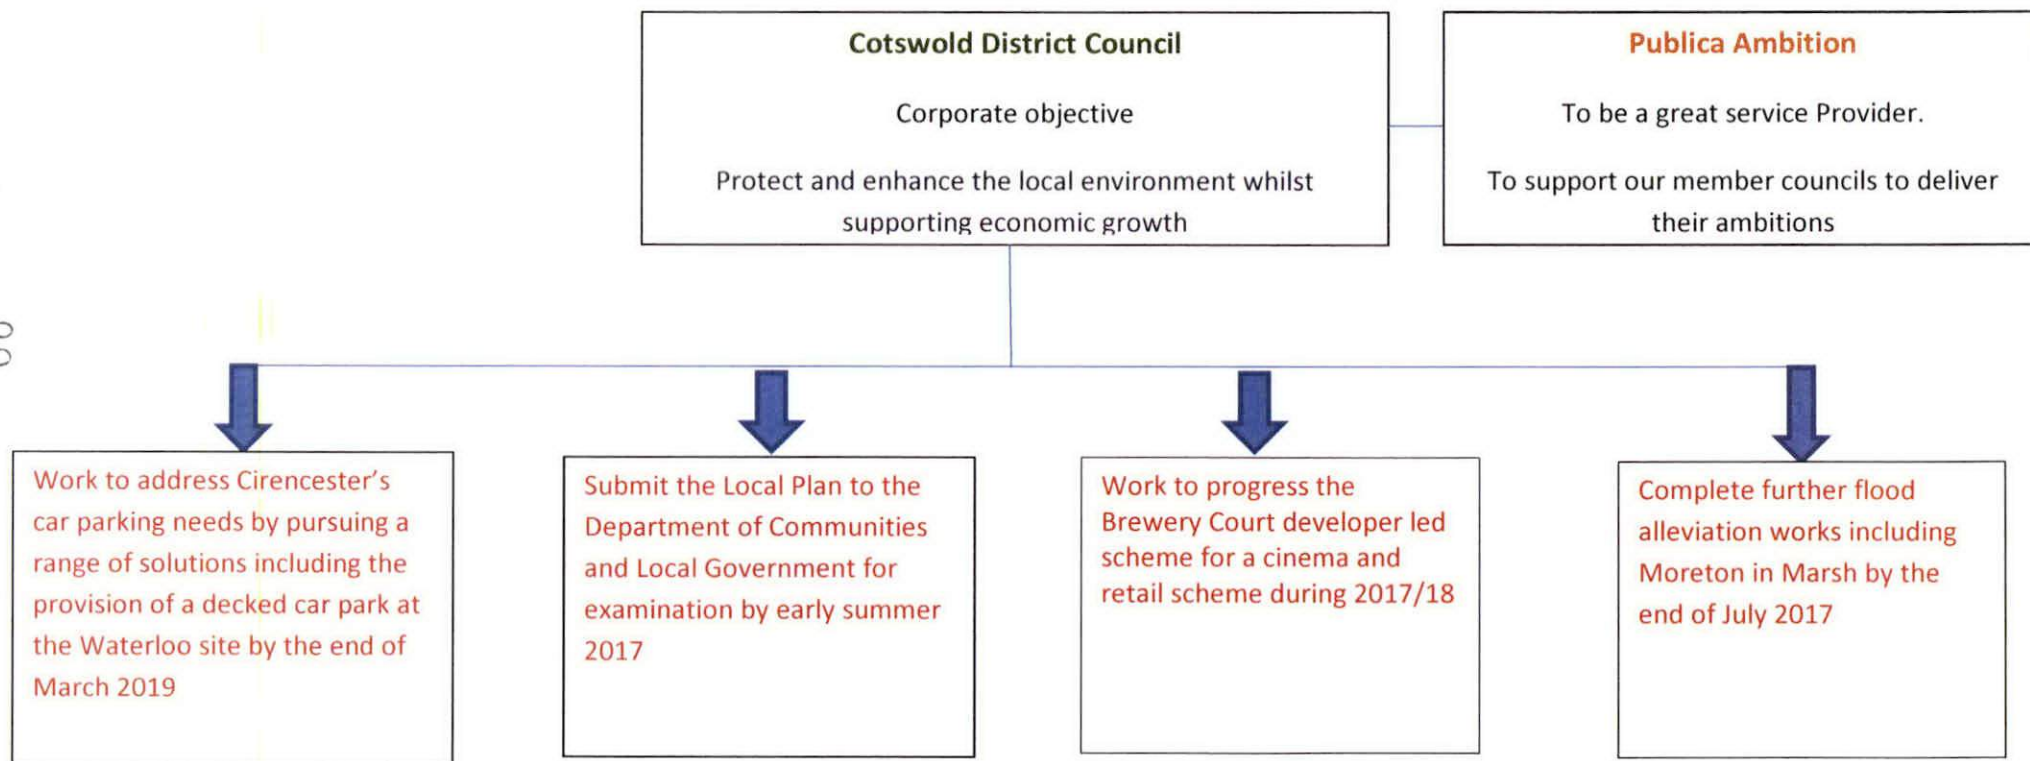 Cotswold District Council
Corporate objective
Protect and enhance the local environment whilst
supporting economic growth
Publica Ambition
To be a great service Provider.
To support our member councils to deliver
their ambitions
Work to address Cirencester's
car parking needs by pursuing a
range of solutions including the
provision of a decked car park at
the Waterloo site by the end of
March 2019
Submit the Local Plan to the
Department of Communities
and Local Government for
examination by early summer
2017
Work to progress the
Brewery Court developer led
scheme for a cinema and
retail scheme during 2017/18
Complete further flood
alleviation works including
Moreton in Marsh by the
end of July 2017